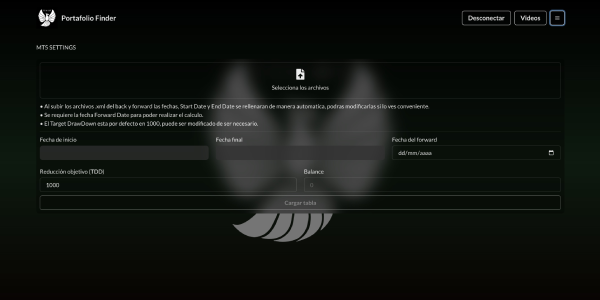 Portafolio Finder
Desconectar
Videos
MT5 SETTINGS
Selecciona los archivos
• Al subir los archivos .xml del back y forward las fechas, Start Date y End Date se rellenaran de manera automatica, podras modificarlas si lo ves conveniente.
• Se requiere la fecha Forward Date para poder realizar el calculo.
• El Target DrawDown esta por defecto en 1000, puede ser modificado de ser necesario.
Fecha de inicio
Fecha final
Fecha del forward
dd/mm/aaaa
Reducción objetivo (TDD)
Balance
1000
0
Cargar tabla